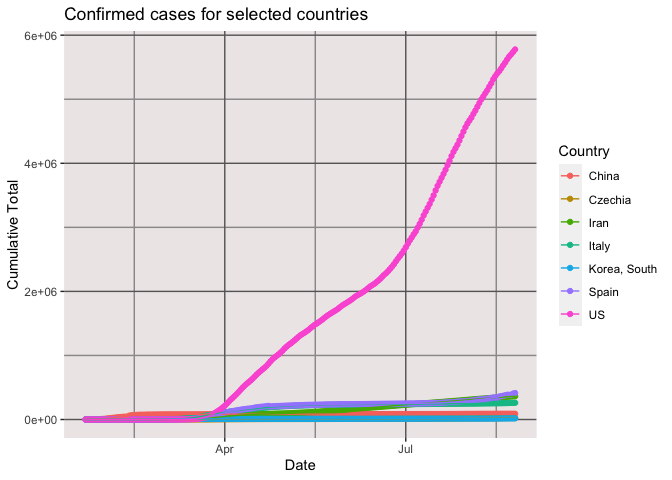 Confirmed cases for selected countries
6e+06
4e+06
2e+06
0e+00
Cumulative Total
Apr
Jul
Date
Country
China
Czechia
Iran
Italy
Korea, South
Spain
US